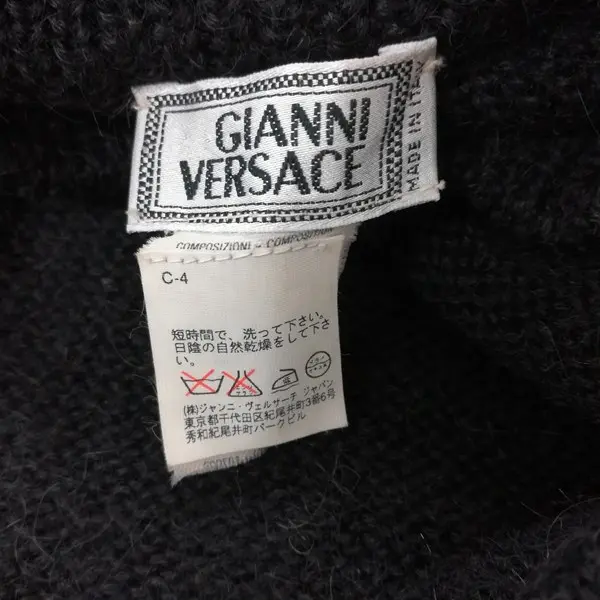 GIANNI
VERSACE
MADE IN
COMPOSIZIONI - COMPOSITION
C-4
短時間で、洗って下さい。
日陰の自然乾燥をして下さ
い。
(株)ジャンニ・ヴェルサーチ ジャパン
東京都千代田区紀尾井町3番6号
秀和紀尾井町パークビル